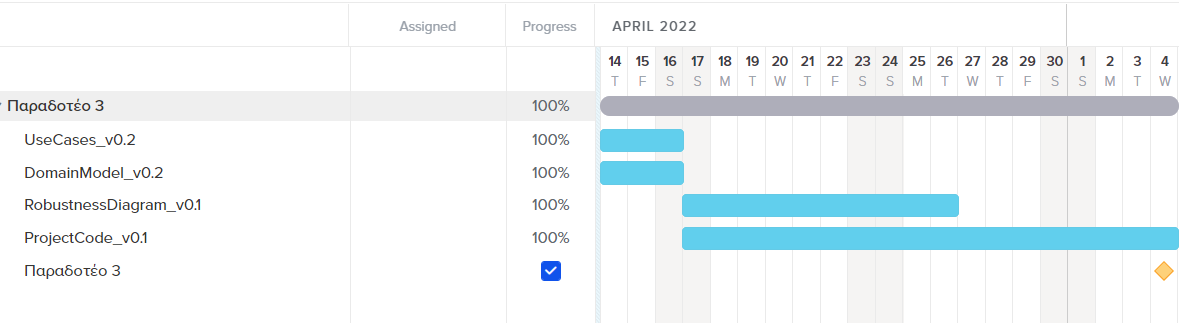 Assigned Progress APRIL 2022
14 15 16 17 18 19 20 21 22 23 24 25 26 27 28 29 30 1 2 3 4
T F S S M T W T F S S M T W T F S S M T W
Παραδοτέο 3 100%
UseCases_v0.2 100%
DomainModel_v0.2 100%
RobustnessDiagram_v0.1 100%
ProjectCode_v0.1 100%
Παραδοτέο 3